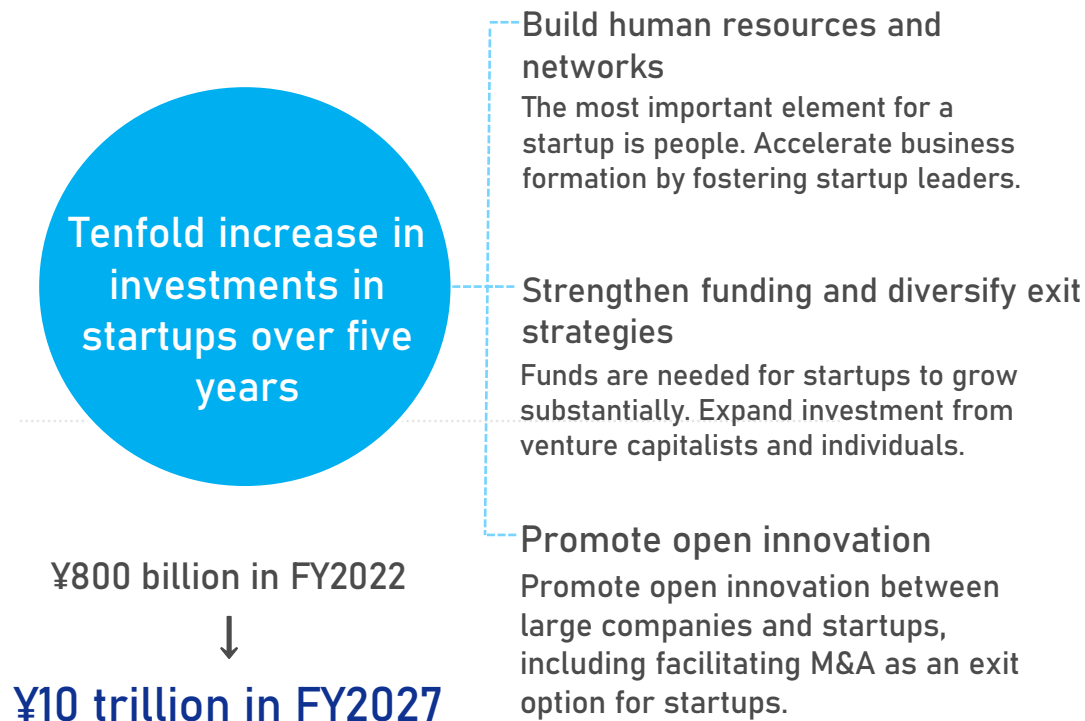 Tenfold increase in
investments in
startups over five
years
¥800 billion in FY2022
↓
¥10 trillion in FY2027
Build human resources and
networks
The most important element for a
startup is people. Accelerate business
formation by fostering startup leaders.
Strengthen funding and diversify exit
strategies
Funds are needed for startups to grow
substantially. Expand investment from
venture capitalists and individuals.
Promote open innovation
Promote open innovation between
large companies and startups,
including facilitating M&A as an exit
option for startups.